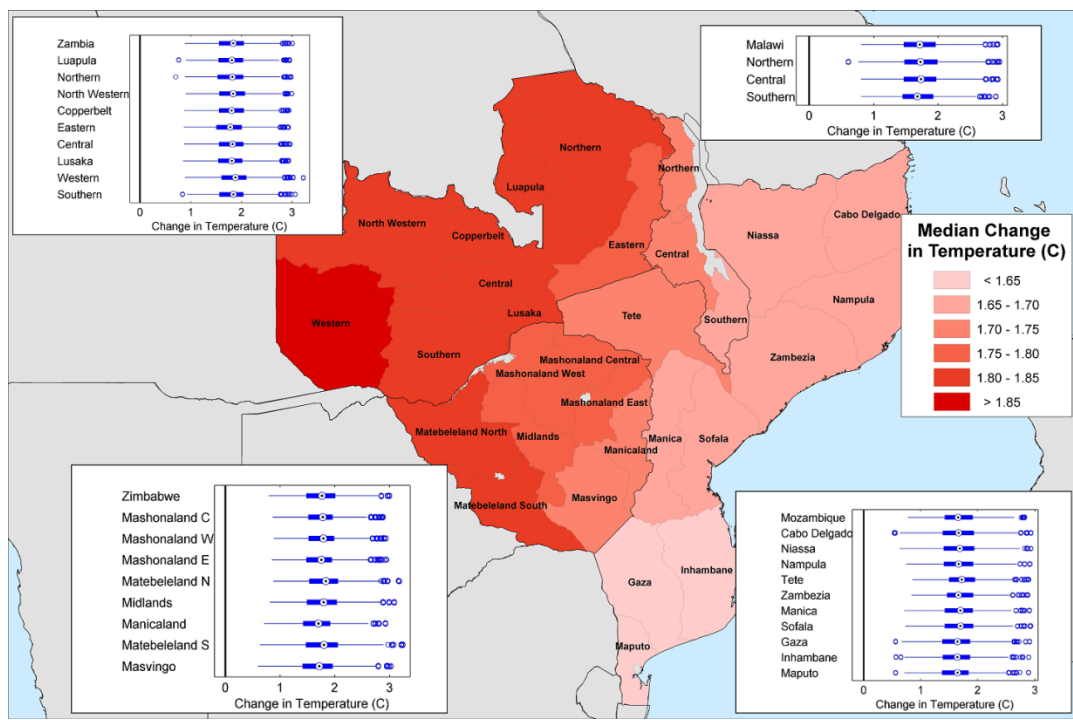 Zambia
Luapula
Northern
North Western
Copperbelt
Eastern
Central
Lusaka
Western
Southern
0 1 2 3
Change in Temperature (C)
Malawi
Northern
Central
Southern
0 1 2 3
Change in Temperature (C)
Northern
Northern
Luapula
North Western
Copperbelt
Eastern
Central
Central
Lusaka
Western
Southern
Tete
Southern
Niassa
Cabo Delgado
Nampula
Zambezia
Mashonaland Central
Mashonaland West
Mashonaland East
Matebeleland North
Midlands
Manica
Sofala
Manicaland
Masvingo
Matebeleland South
Gaza
Inhambane
Maputo
Median Change
in Temperature (C)
< 1.65
1.65 - 1.70
1.70 - 1.75
1.75 - 1.80
1.80 - 1.85
> 1.85
Zimbabwe
Mashonaland C
Mashonaland W
Mashonaland E
Matebeleland N
Midlands
Manicaland
Matebeleland S
Masvingo
0 1 2 3
Change in Temperature (C)
Mozambique
Cabo Delgado
Niassa
Nampula
Tete
Zambezia
Manica
Sofala
Gaza
Inhambane
Maputo
0 1 2 3
Change in Temperature (C)